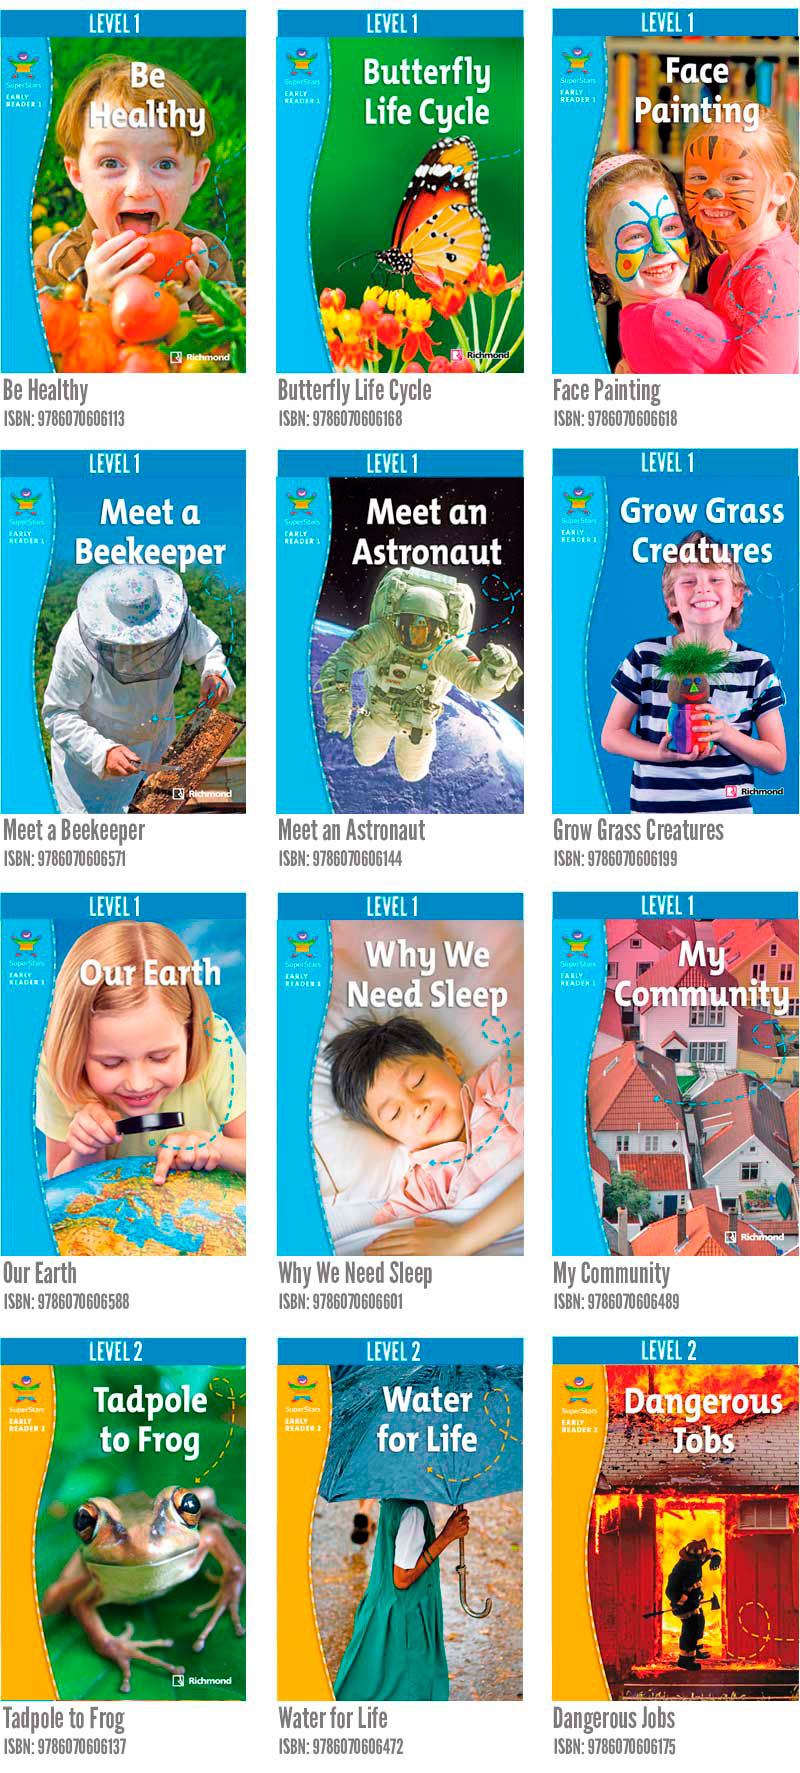 LEVEL 1
SuperStars
EARLY
READER 1
Be
Healthy
Richmond
Be Healthy
ISBN: 9786070606113
LEVEL 1
SuperStars
EARLY
READER 1
Butterfly
Life Cycle
Richmond
Butterfly Life Cycle
ISBN: 9786070606168
LEVEL 1
SuperStars
EARLY
READER 1
Face
Painting
Face Painting
ISBN: 9786070606618
LEVEL 1
SuperStars
EARLY
READER 1
Meet a
Beekeeper
Richmond
Meet a Beekeeper
ISBN: 9786070606571
LEVEL 1
SuperStars
EARLY
READER 1
Meet an
Astronaut
Meet an Astronaut
ISBN: 9786070606144
LEVEL 1
SuperStars
EARLY
READER 1
Grow Grass
Creatures
Richmond
Grow Grass Creatures
ISBN: 9786070606199
LEVEL 1
SuperStars
EARLY
READER 1
Our Earth
Our Earth
ISBN: 9786070606588
LEVEL 1
SuperStars
EARLY
READER 1
Why We
Need Sleep
Why We Need Sleep
ISBN: 9786070606601
LEVEL 1
SuperStars
EARLY
READER 1
My
Community
Richmond
My Community
ISBN: 9786070606489
LEVEL 2
SuperStars
EARLY
READER 2
Tadpole
to Frog
Richmond
Tadpole to Frog
ISBN: 9786070606137
LEVEL 2
SuperStars
EARLY
READER 2
Water
for Life
Water for Life
ISBN: 9786070606472
LEVEL 2
SuperStars
EARLY
READER 2
Dangerous
Jobs
Dangerous Jobs
ISBN: 9786070606175